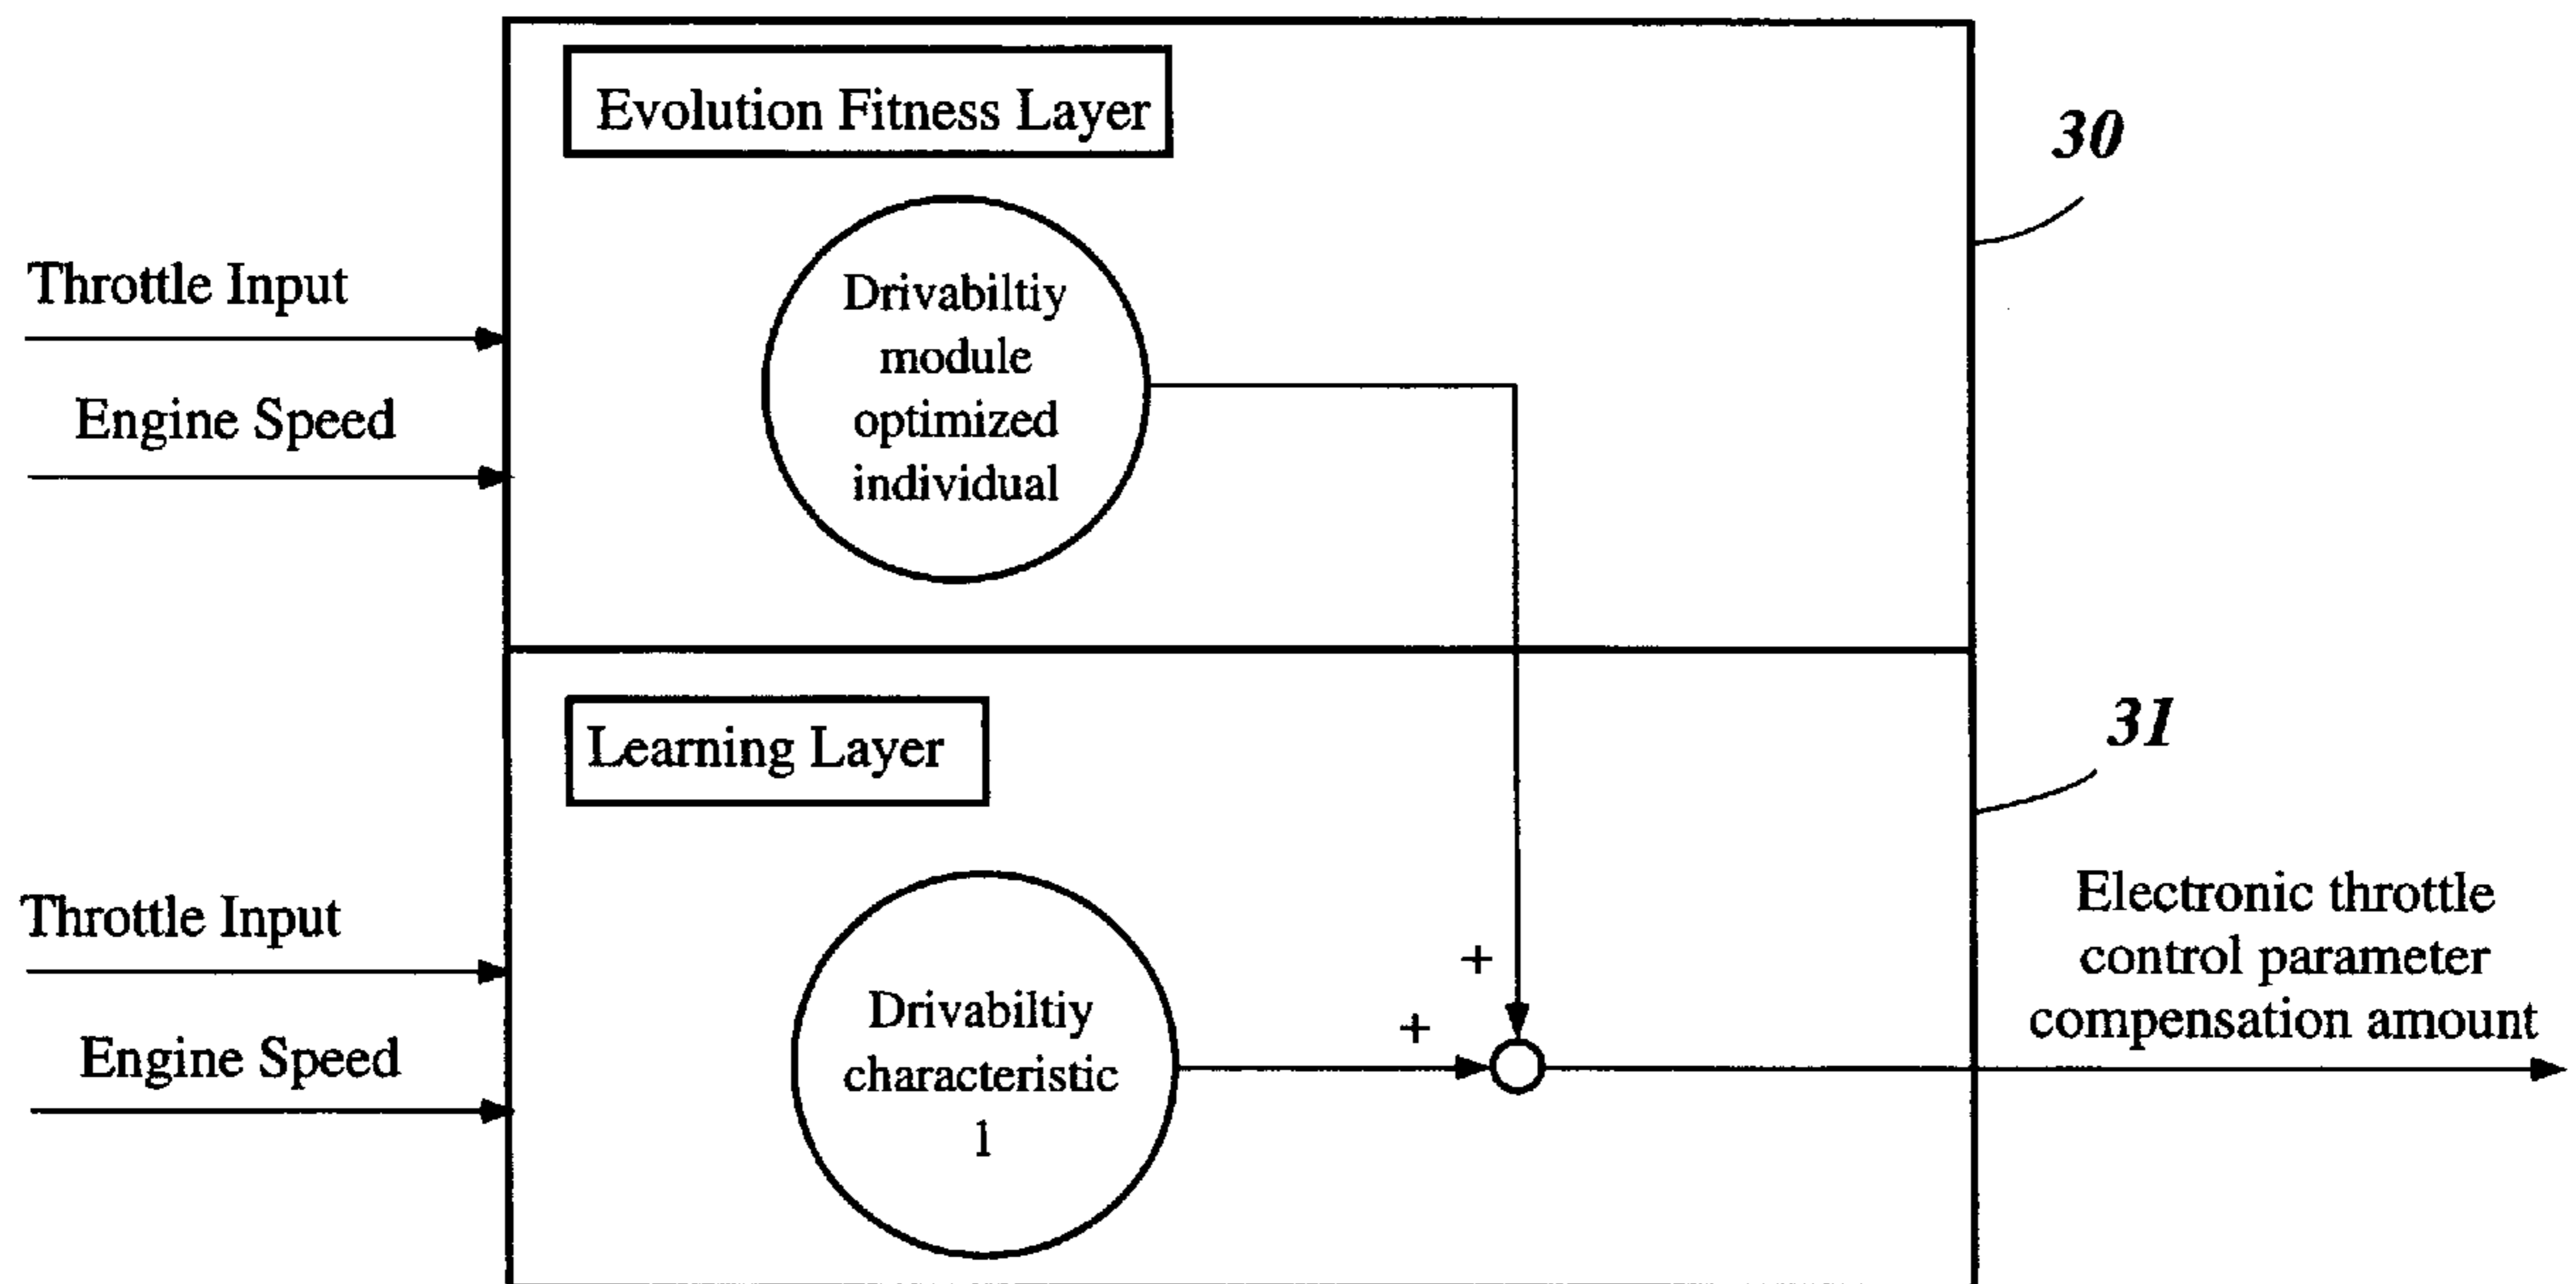 Evolution Fitness Layer
30
Throttle Input
Engine Speed
Drivabiltiy
module
optimized
individual
Learning Layer
31
Throttle Input
Engine Speed
Drivabiltiy
characteristic
1
+
+
Electronic throttle
control parameter
compensation amount